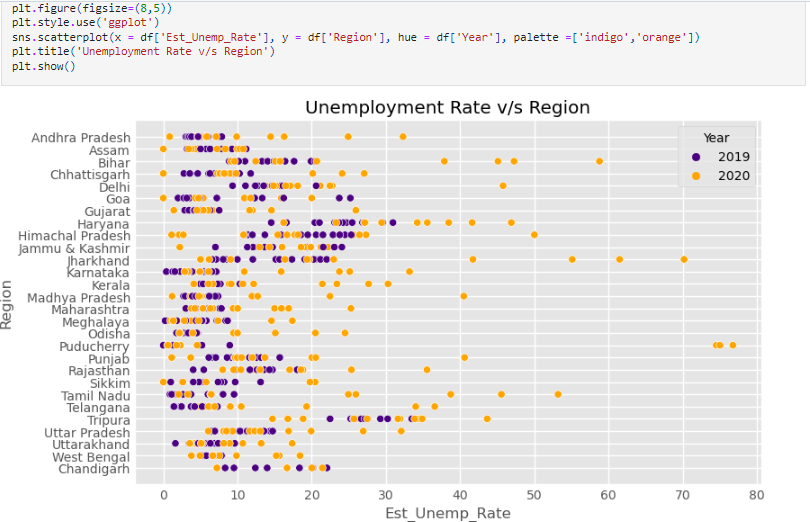 plt.figure(figsize=(8,5))
plt.style.use('ggplot')
sns.scatterplot(x = df['Est_Unemp_Rate'], y = df['Region'], hue = df['Year'], palette =['indigo','orange'])
plt.title('Unemployment Rate v/s Region')
plt.show()
Unemployment Rate v/s Region
Year
2019
2020
Region
Andhra Pradesh
Assam
Bihar
Chhattisgarh
Delhi
Goa
Gujarat
Haryana
Himachal Pradesh
Jammu & Kashmir
Jharkhand
Karnataka
Kerala
Madhya Pradesh
Maharashtra
Meghalaya
Odisha
Puducherry
Punjab
Rajasthan
Sikkim
Tamil Nadu
Telangana
Tripura
Uttar Pradesh
Uttarakhand
West Bengal
Chandigarh
0 10 20 30 40 50 60 70 80
Est_Unemp_Rate